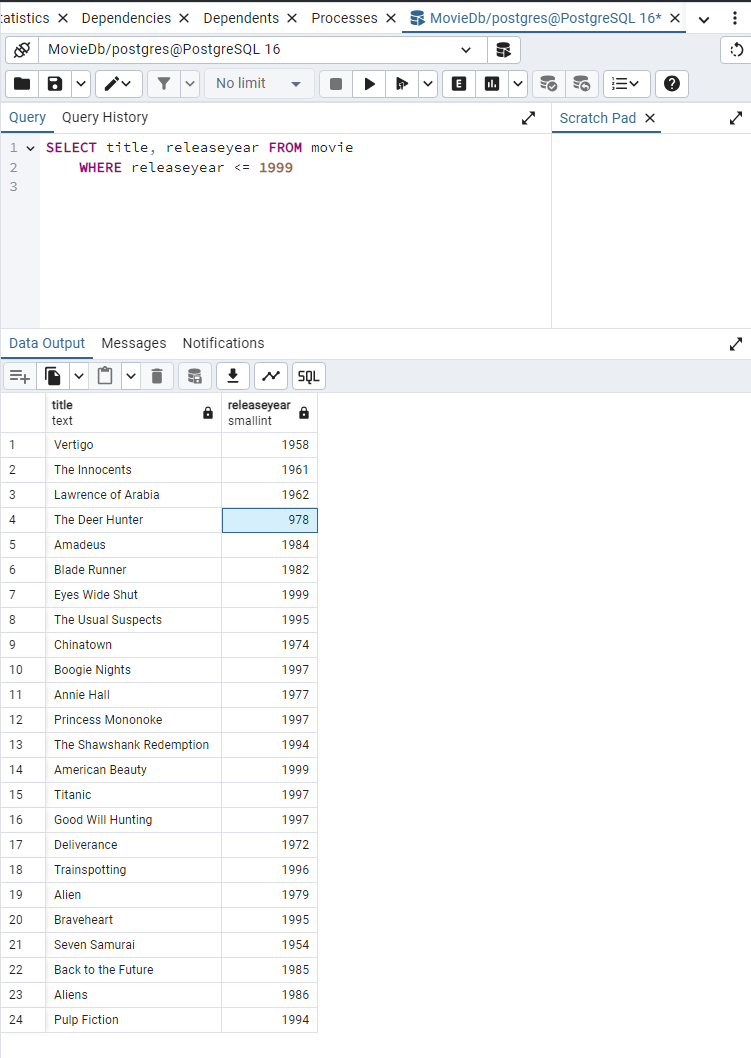 tatistics Dependencies Dependents Processes MovieDb/postgres@PostgreSQL 16*
MovieDb/postgres@PostgreSQL 16
No limit E
Query Query History Scratch Pad
1 SELECT title, releaseyear FROM movie
2 WHERE releaseyear <= 1999
3
Data Output Messages Notifications
SQL
title releaseyear
text smallint
1 Vertigo 1958
2 The Innocents 1961
3 Lawrence of Arabia 1962
4 The Deer Hunter 978
5 Amadeus 1984
6 Blade Runner 1982
7 Eyes Wide Shut 1999
8 The Usual Suspects 1995
9 Chinatown 1974
10 Boogie Nights 1997
11 Annie Hall 1977
12 Princess Mononoke 1997
13 The Shawshank Redemption 1994
14 American Beauty 1999
15 Titanic 1997
16 Good Will Hunting 1997
17 Deliverance 1972
18 Trainspotting 1996
19 Alien 1979
20 Braveheart 1995
21 Seven Samurai 1954
22 Back to the Future 1985
23 Aliens 1986
24 Pulp Fiction 1994